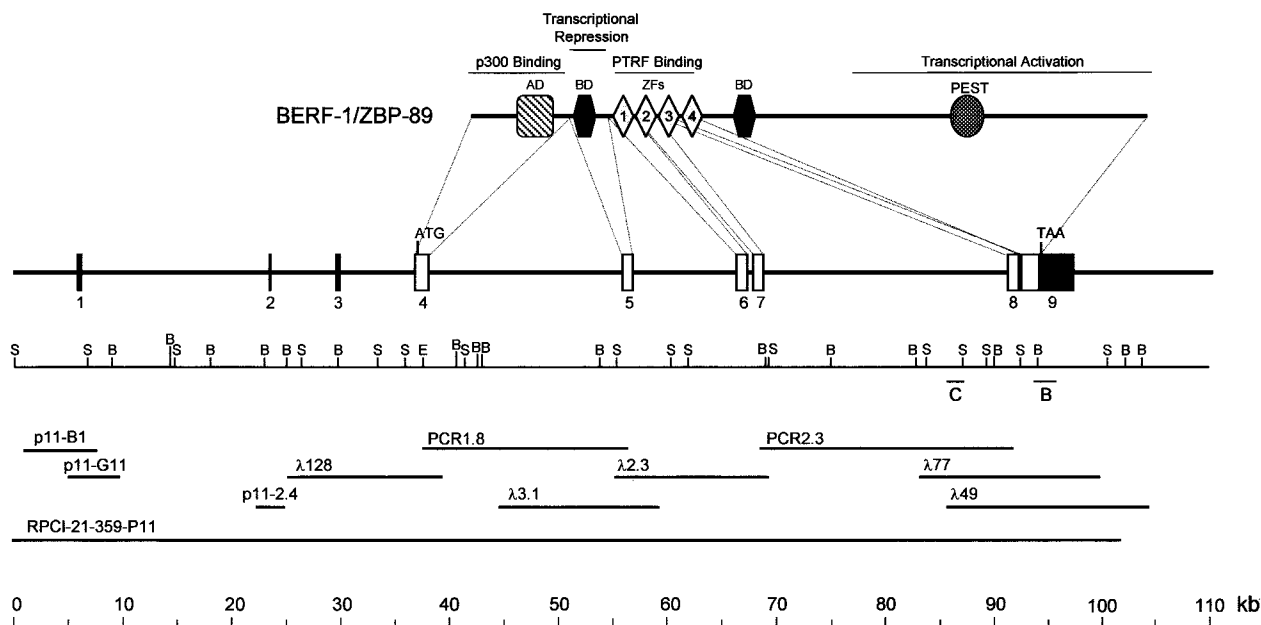 Transcriptional
Repression
p300 Binding
PTRF Binding
Transcriptional Activation
AD
BD
ZFs
BD
PEST
BERF-1/ZBP-89
1 2 3 4
ATG
TAA
1 2 3 4 5 6 7 8 9
S S B B S B B B S B S S E B S B B B S S S B S B B S S S B S B S B B
C B
p11-B1
PCR1.8
PCR2.3
p11-G11
λ128
λ2.3
λ77
p11-2.4
λ3.1
λ49
RPCI-21-359-P11
0 10 20 30 40 50 60 70 80 90 100 110 kb